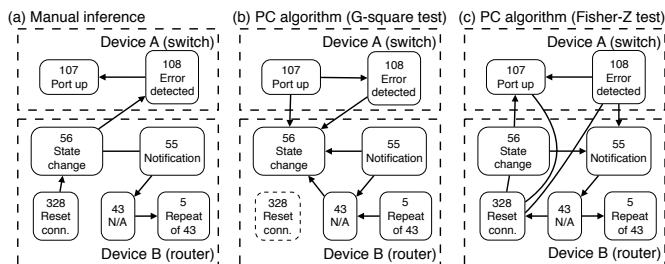 (a) Manual inference
Device A (switch)
107
Port up
108
Error
detected
56
State
change
55
Notification
328
Reset
conn.
43
N/A
5
Repeat
of 43
Device B (router)
(b) PC algorithm (G-square test)
Device A (switch)
107
Port up
108
Error
detected
56
State
change
55
Notification
328
Reset
conn.
43
N/A
5
Repeat
of 43
Device B (router)
(c) PC algorithm (Fisher-Z test)
Device A (switch)
107
Port up
108
Error
detected
56
State
change
55
Notification
328
Reset
conn.
43
N/A
5
Repeat
of 43
Device B (router)